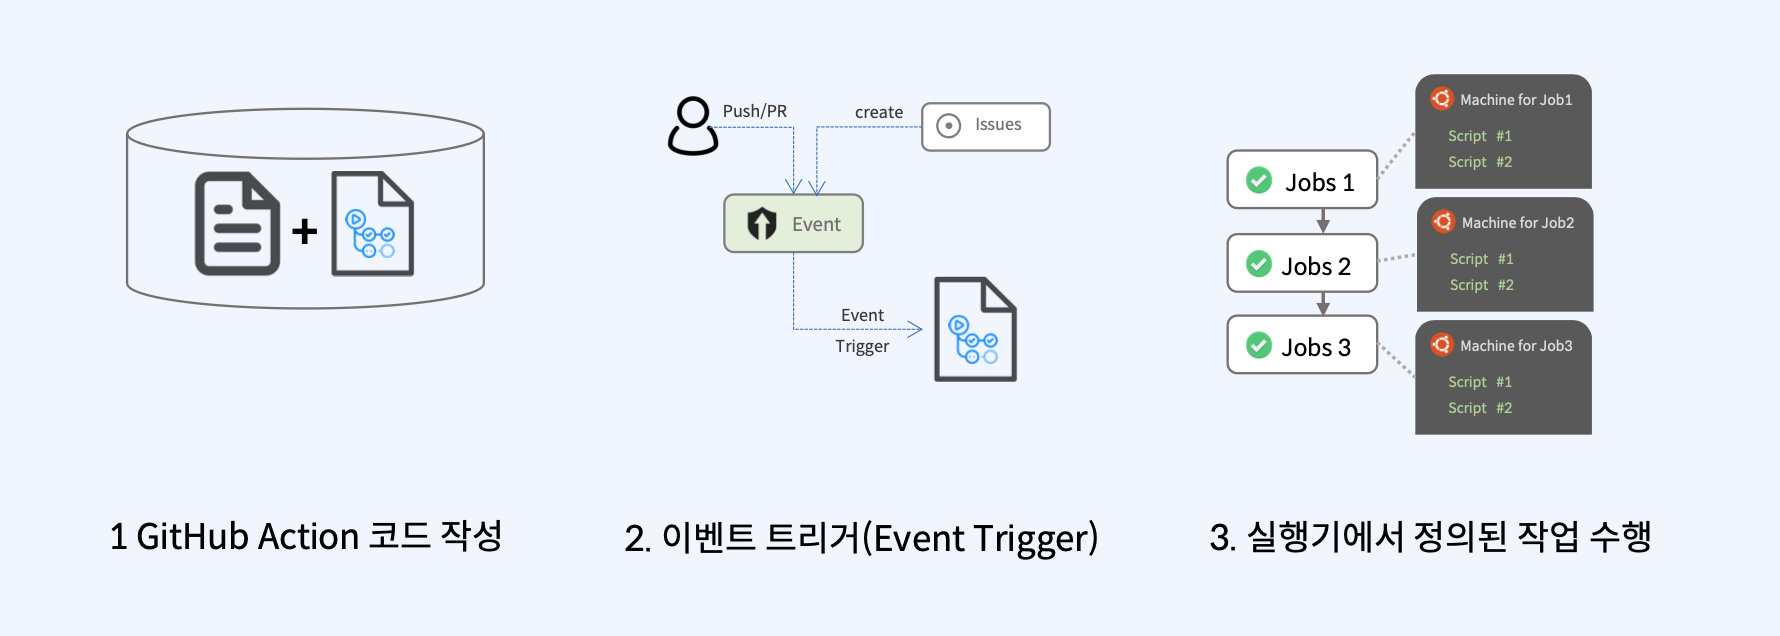 Push/PR
create
Issues
Event
Event
Trigger
Jobs 1
Jobs 2
Jobs 3
Machine for Job1
Script #1
Script #2
Machine for Job2
Script #1
Script #2
Machine for Job3
Script #1
Script #2
1 GitHub Action 코드 작성
2. 이벤트 트리거(Event Trigger)
3. 실행기에서 정의된 작업 수행